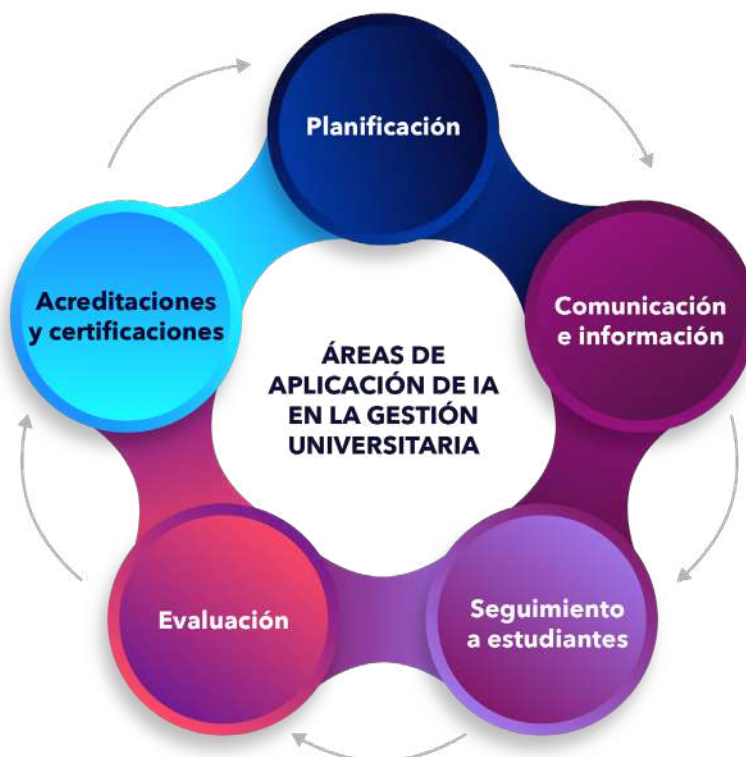 Planificación
Comunicación
e información
Seguimiento
a estudiantes
Evaluación
Acreditaciones
y certificaciones
ÁREAS DE
APLICACIÓN DE IA
EN LA GESTIÓN
UNIVERSITARIA